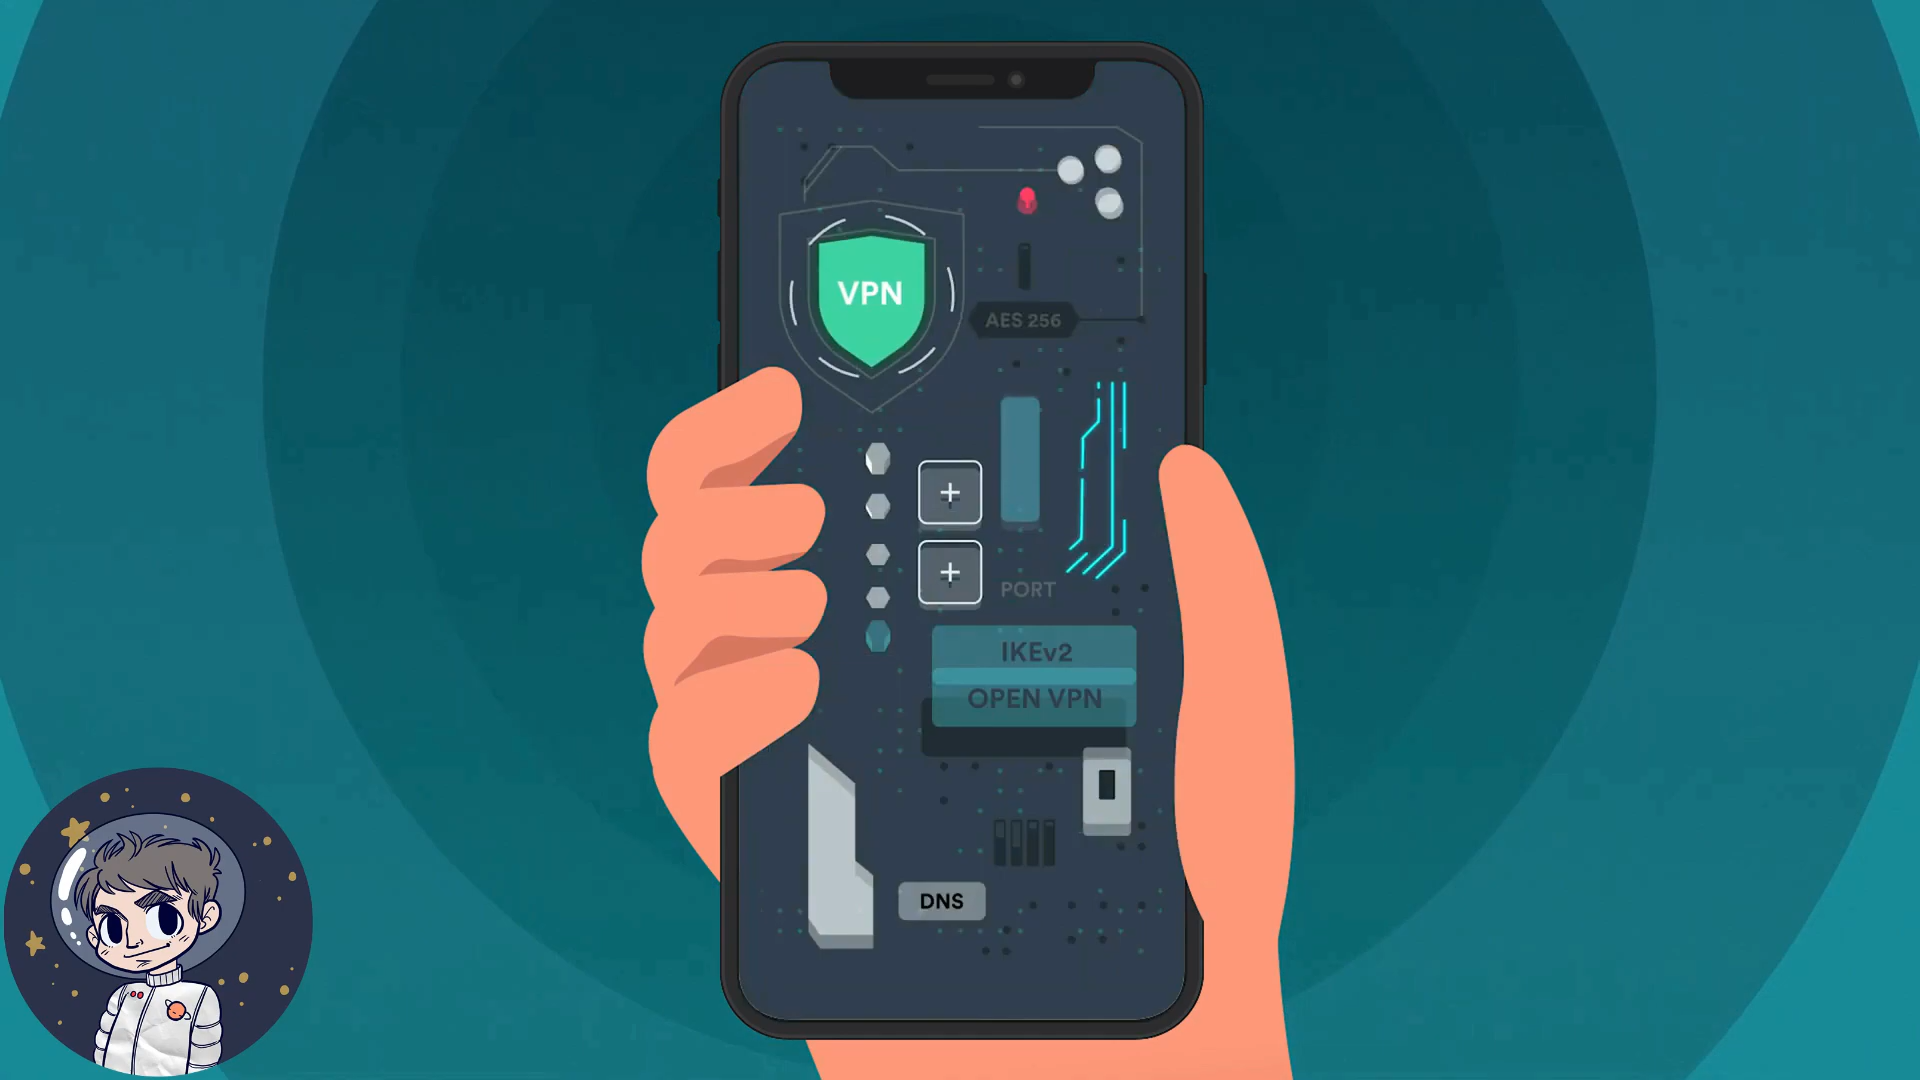 VPN
AES 256
PORT
IKEv2
OPEN VPN
DNS